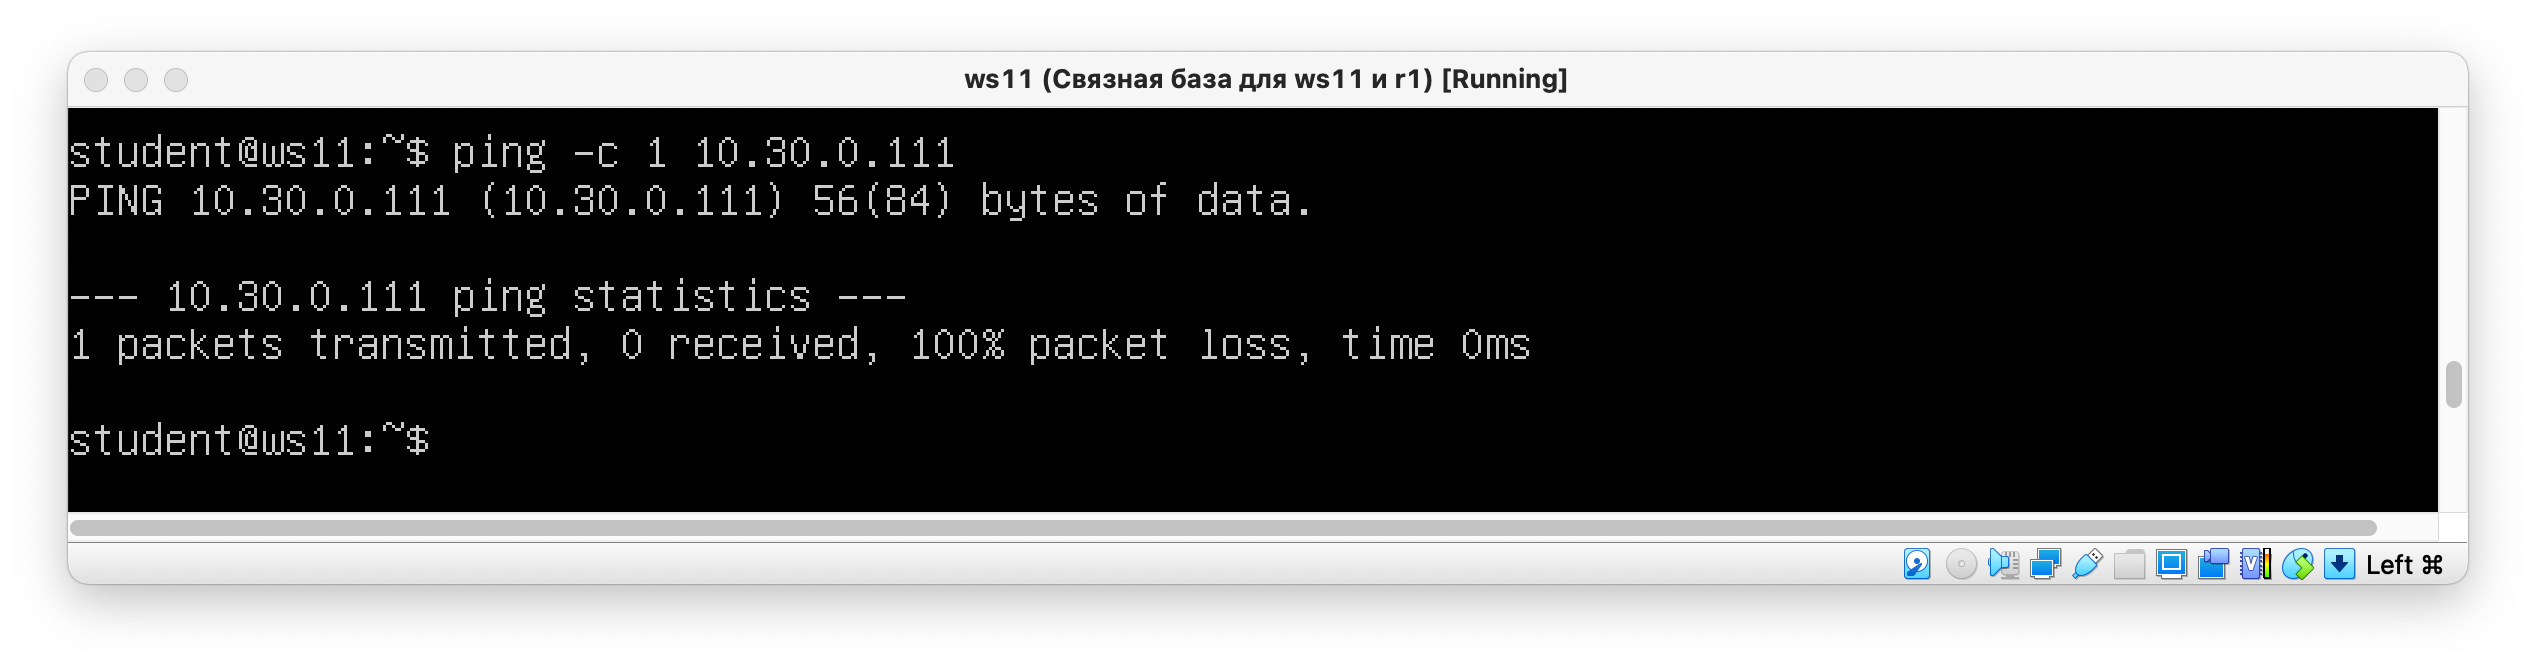 ws11 (Связная база для ws11 и r1) [Running]
student@ws11:~$ ping -c 1 10.30.0.111
PING 10.30.0.111 (10.30.0.111) 56(84) bytes of data.
--- 10.30.0.111 ping statistics ---
1 packets transmitted, 0 received, 100% packet loss, time 0ms
student@ws11:~$
Left ⌘